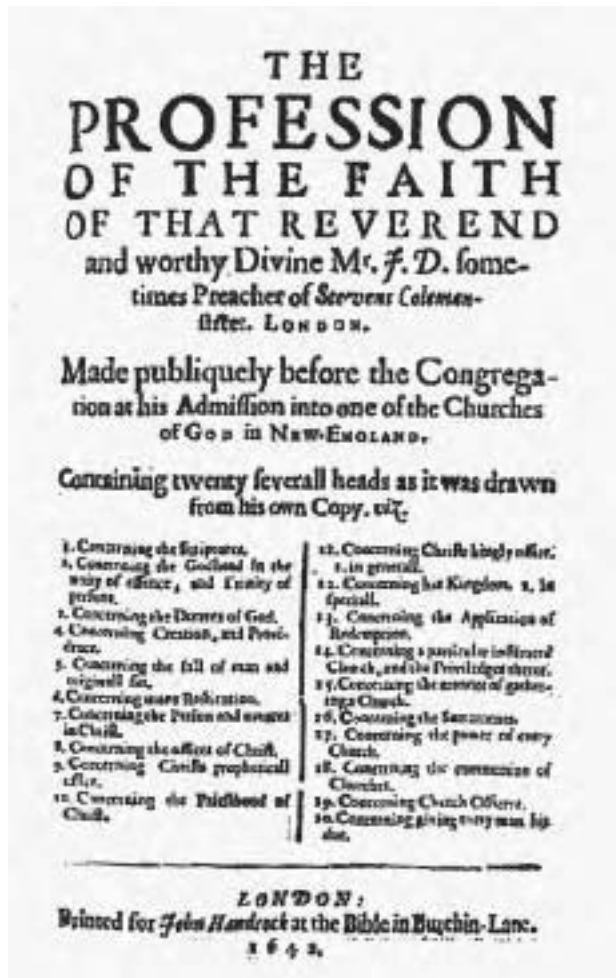 THE
PROFESSION
OF THE FAITH
OF THAT REVEREND
and worthy Divine Mr. J. D. ſome-
times Preacher of Stevens Coleman-
LONDON.
Made publiquely before the Congrega-
tion at his Admiſſion into one of the Churches
of GOD in NEW-ENGLAND.
Containing twenty ſeverall heads as it was drawn
from his own Copy. viz.
1. Concerning the Scriptures.
2. Concerning the Godhead in the
unity of eſſence, and Trinity of
perſons.
3. Concerning the Decrees of God.
4. Concerning Creation, and Provi-
dence.
5. Concerning the fall of man and
originall ſin.
6. Concerning mans Reſtitution.
7. Concerning the Perſon and natures
in Chriſt.
8. Concerning the offices of Chriſt.
9. Concerning Chriſts propheticall
office.
10. Concerning the Prieſthood of
Chriſt.
Concerning Chriſts kingly office.
1. in generall.
12. Concerning his Kingdom. 2. in
ſpeciall.
13. Concerning the Application of
Redemption.
14. Concerning a particular inſtituted
Church, and the Priviledges thereof.
15. Concerning the manner of gather-
ing a Church.
16. Concerning the Sacraments.
17. Concerning the power of every
Church.
18. Concerning the communion of
Churches.
19. Concerning Church Officers.
20. Concerning giving every man his
due.
LONDON:
Printed for John Handcock at the Bible in Burchin-Lane.
1642.